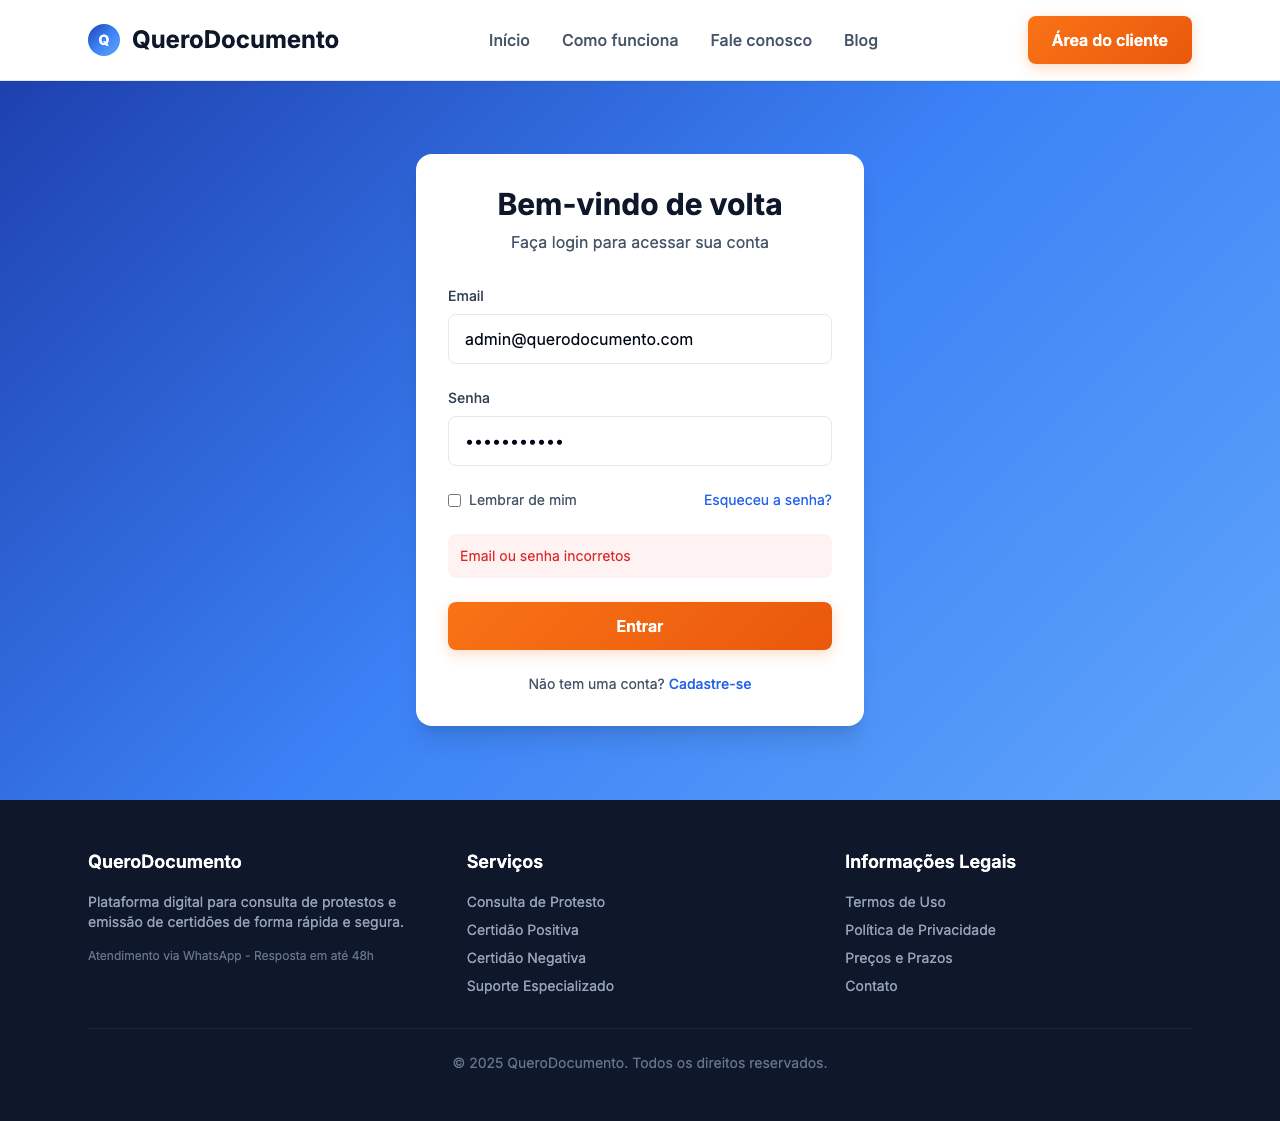 Q QueroDocumento
Início Como funciona Fale conosco Blog
Área do cliente
Bem-vindo de volta
Faça login para acessar sua conta
Email
admin@querodocumento.com
Senha
•••••••••••
Lembrar de mim Esqueceu a senha?
Email ou senha incorretos
Entrar
Não tem uma conta? Cadastre-se
QueroDocumento
Plataforma digital para consulta de protestos e
emissão de certidões de forma rápida e segura.
Atendimento via WhatsApp - Resposta em até 48h
Serviços
Consulta de Protesto
Certidão Positiva
Certidão Negativa
Suporte Especializado
Informações Legais
Termos de Uso
Política de Privacidade
Preços e Prazos
Contato
© 2025 QueroDocumento. Todos os direitos reservados.